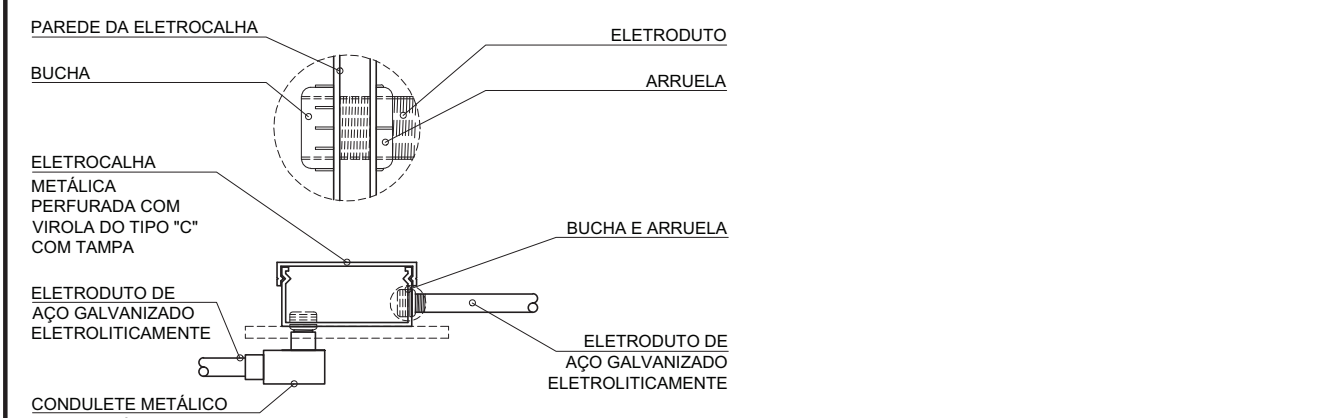 PAREDE DA ELETROCALHA
ELETRODUTO
BUCHA
ARRUELA
ELETROCALHA
METÁLICA
PERFURADA COM
VIROLA DO TIPO "C"
COM TAMPA
BUCHA E ARRUELA
ELETRODUTO DE
AÇO GALVANIZADO
ELETROLITICAMENTE
ELETRODUTO DE
AÇO GALVANIZADO
ELETROLITICAMENTE
CONDULETE METÁLICO